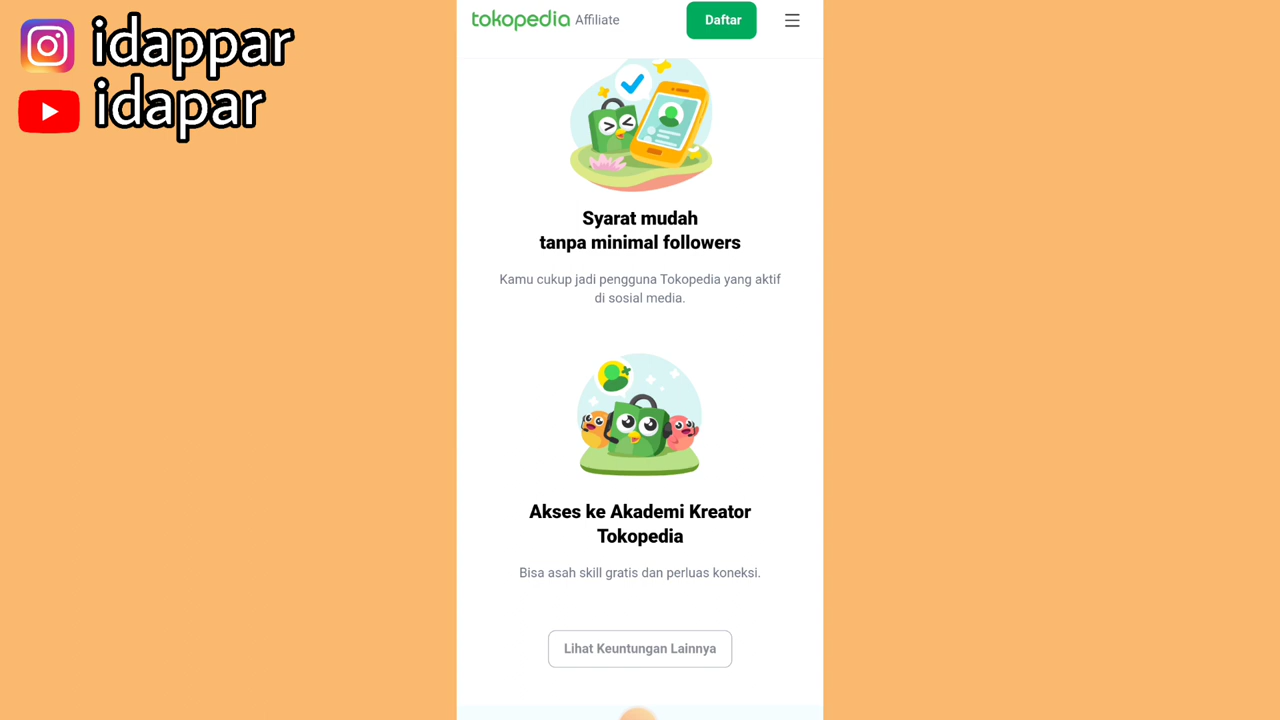 idappar
idapar
tokopedia Affiliate
Daftar
Syarat mudah
tanpa minimal followers
Kamu cukup jadi pengguna Tokopedia yang aktif
di sosial media.
Akses ke Akademi Kreator
Tokopedia
Bisa asah skill gratis dan perluas koneksi.
Lihat Keuntungan Lainnya